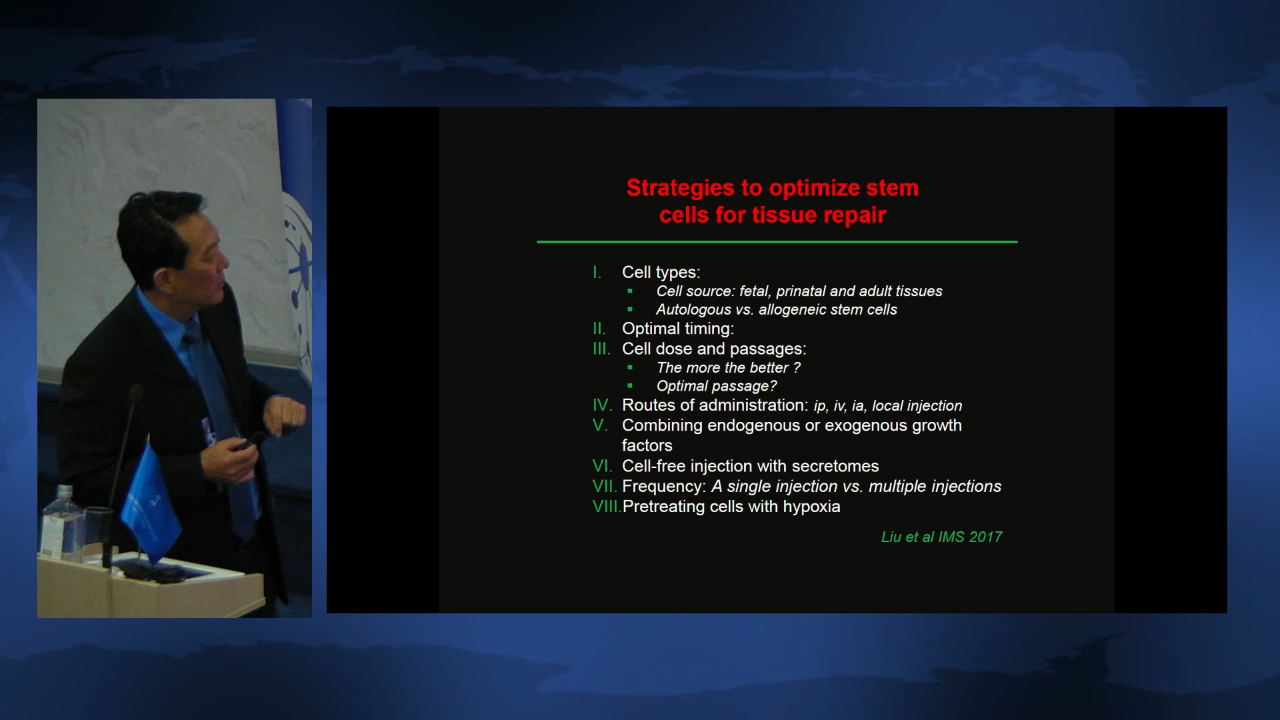 Strategies to optimize stem
cells for tissue repair
I. Cell types:
▪ Cell source: fetal, prinatal and adult tissues
▪ Autologous vs. allogeneic stem cells
II. Optimal timing:
III. Cell dose and passages:
▪ The more the better ?
▪ Optimal passage?
IV. Routes of administration: ip, iv, ia, local injection
V. Combining endogenous or exogenous growth
factors
VI. Cell-free injection with secretomes
VII. Frequency: A single injection vs. multiple injections
VIII.Pretreating cells with hypoxia
Liu et al IMS 2017